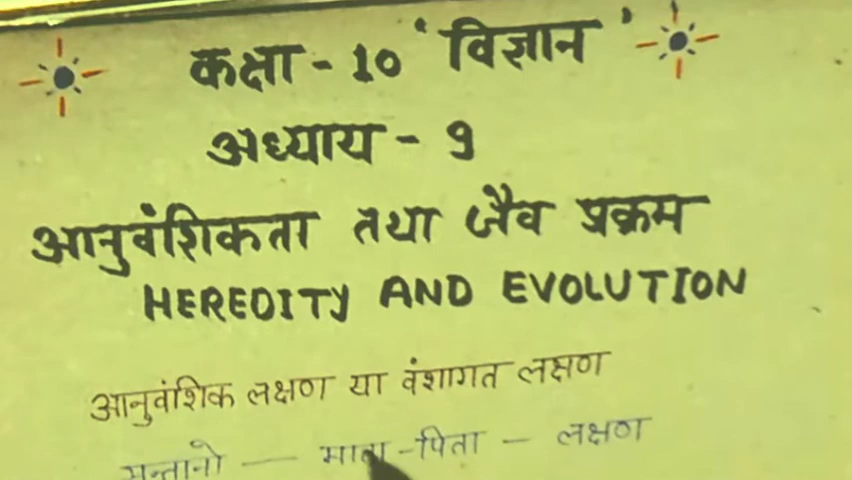 कक्षा - 10 'विज्ञान'
अध्याय - 9
आनुवंशिकता तथा जैव प्रक्रम
HEREDITY AND EVOLUTION
आनुवंशिक लक्षण या वंशागत लक्षण
सन्तानो — माता-पिता — लक्षण